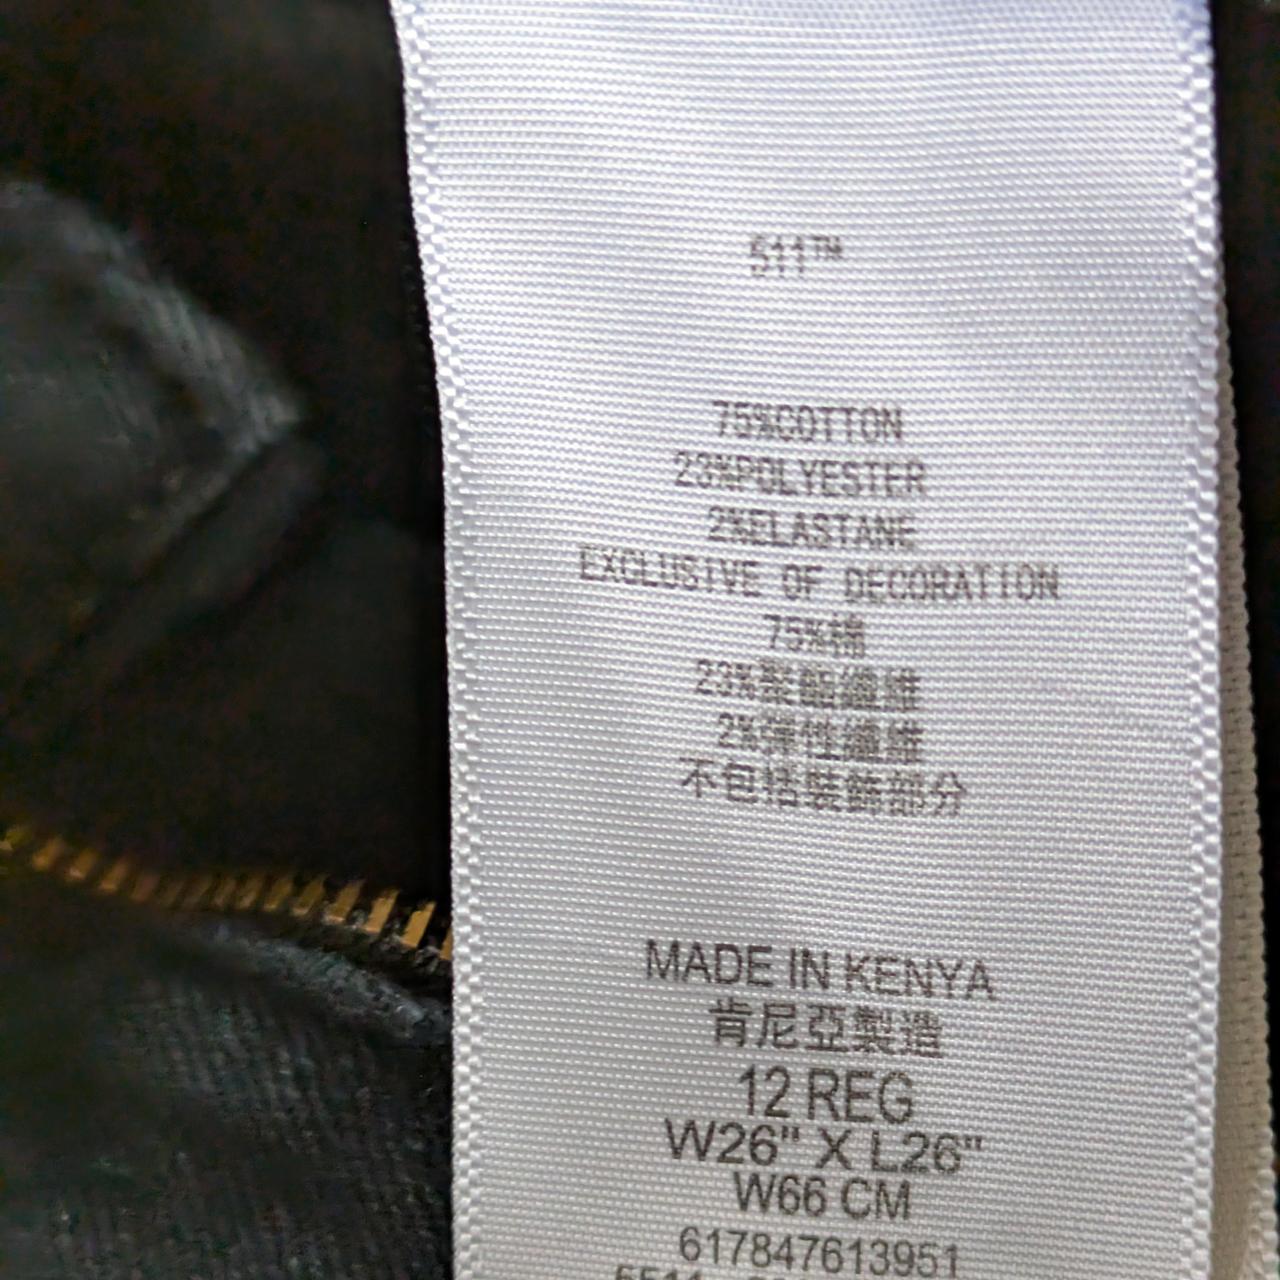 511™
75%COTTON
23%POLYESTER
2%ELASTANE
EXCLUSIVE OF DECORATION
75%棉
23%聚酯纖維
2%彈性纖維
不包括裝飾部分
MADE IN KENYA
肯尼亞製造
12 REG
W26" X L26"
W66 CM
617847613951